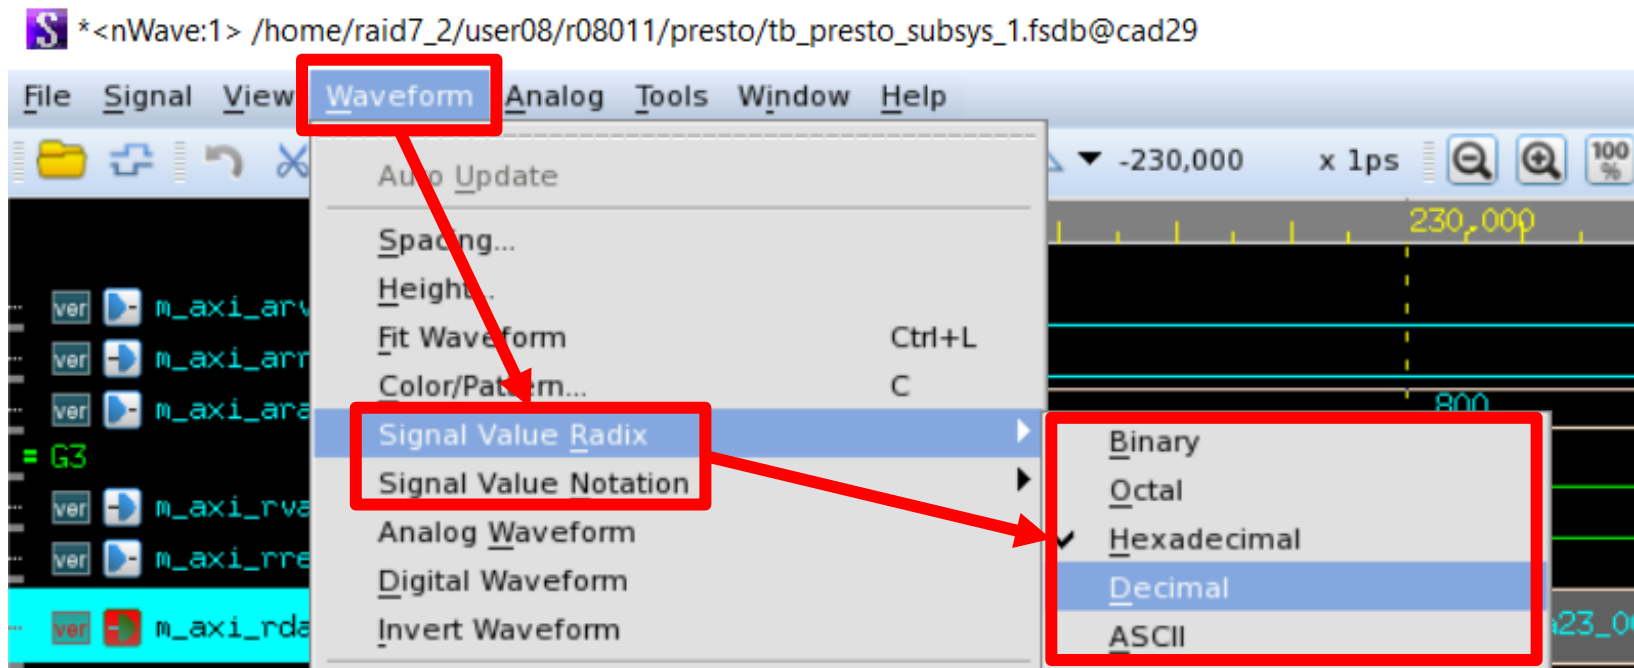 *<nWave:1> /home/raid7_2/user08/r08011/presto/tb_presto_subsys_1.fsdb@cad29
File Signal View Waveform Analog Tools Window Help
-230,000 x 1ps 100 %
Auto Update
230,000
Spacing...
Height...
ver m_axi_arv
Fit Waveform Ctrl+L
ver m_axi_arr
Color/Pattern... C
ver m_axi_ara
800
Signal Value Radix
Binary
= G3
Signal Value Notation
Octal
ver m_axi_rva
Analog Waveform
Hexadecimal
ver m_axi_rre
Digital Waveform
Decimal
ver m_axi_rda
Invert Waveform
ASCII
a23_00